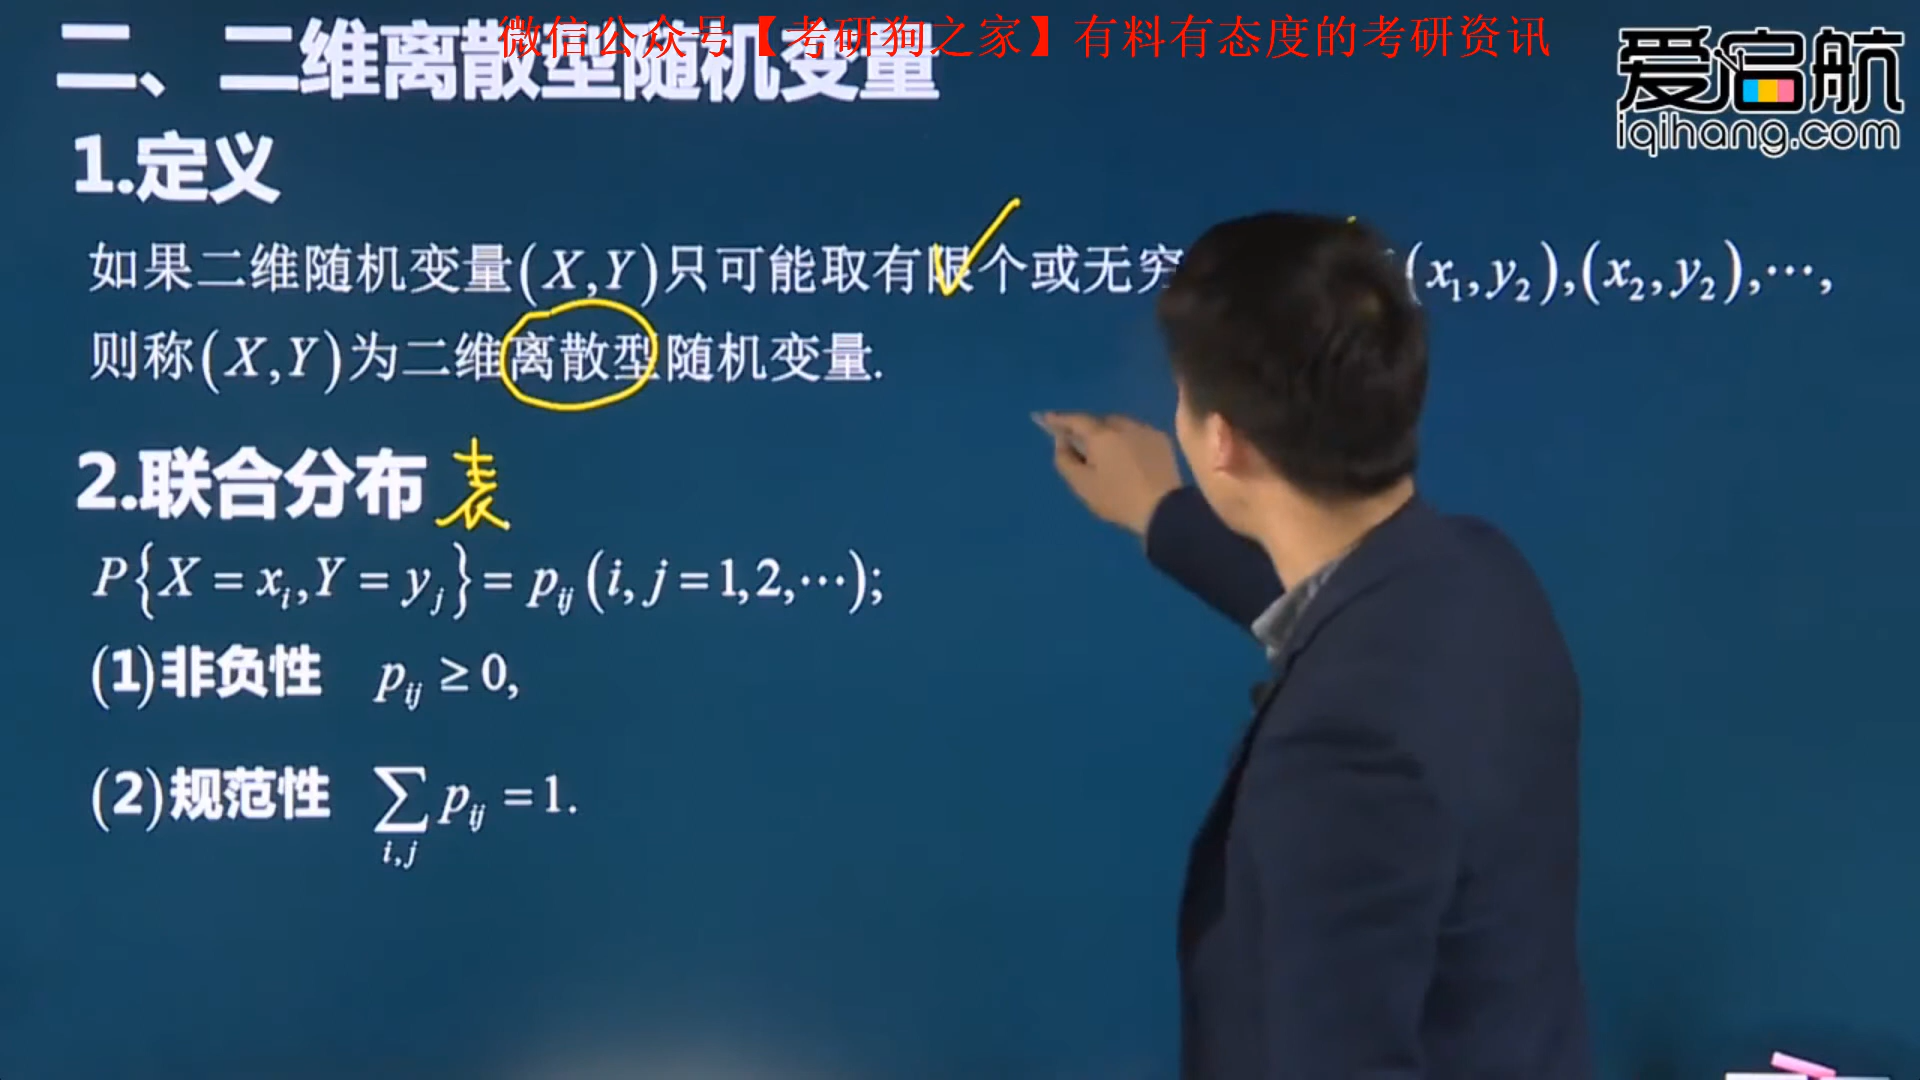 微信公众号【考研狗之家】有料有态度的考研资讯
二、二维离散型随机变量
爱启航
iqihang.com
1.定义
如果二维随机变量(X,Y)只可能取有限个或无穷 (x₁,y₂),(x₂,y₂),⋯,
则称(X,Y)为二维离散型随机变量.
2.联合分布表
P{X=xᵢ,Y=yⱼ}=pᵢⱼ(i,j=1,2,⋯);
(1)非负性 pᵢⱼ≥0,
(2)规范性 ∑pᵢⱼ=1.
i,j